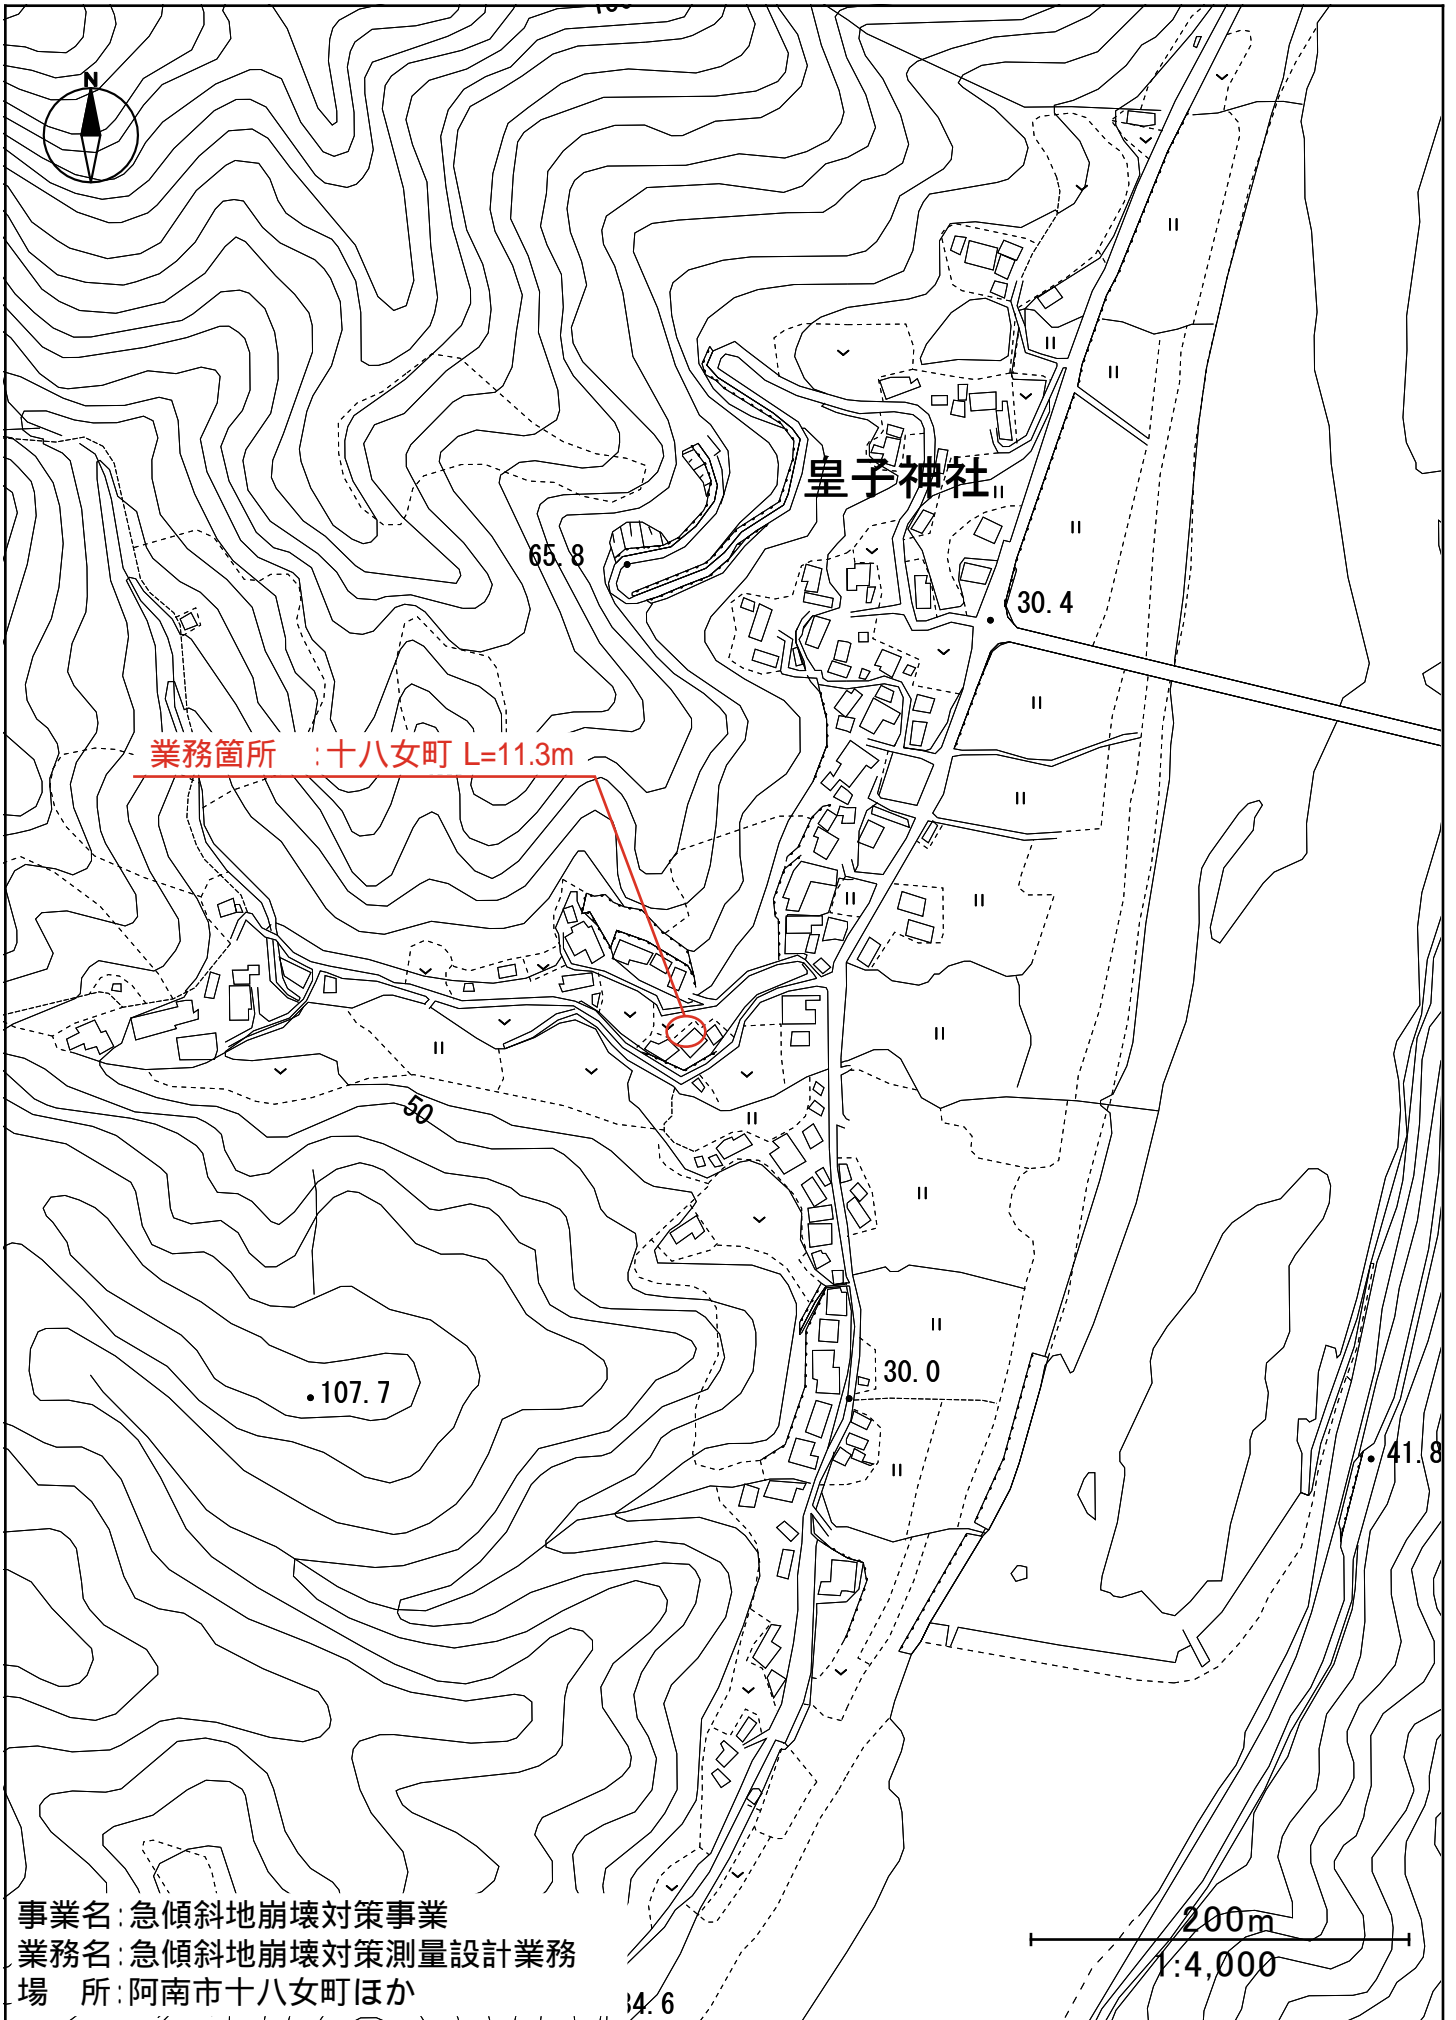 N
皇子神社
65.8
30.4
業務箇所 :十八女町 L=11.3m
50
30.0
107.7
41.8
事業名:急傾斜地崩壊対策事業
業務名:急傾斜地崩壊対策測量設計業務
場 所:阿南市十八女町ほか
200m
1:4,000